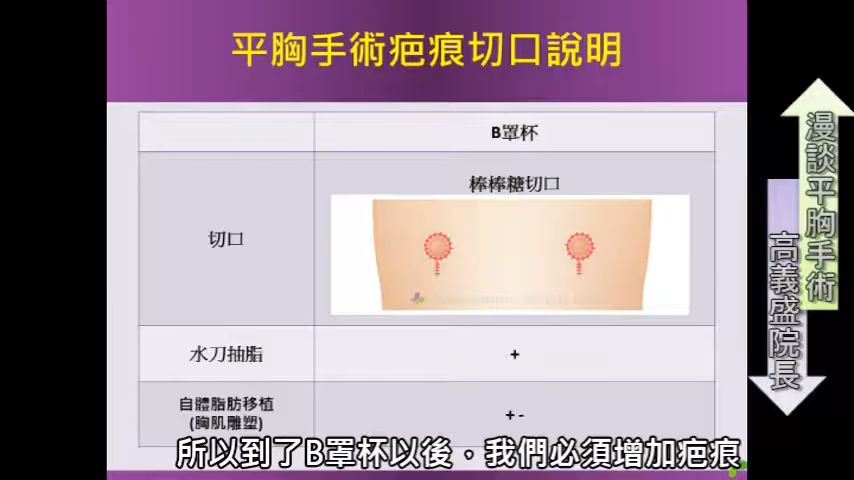 平胸手術疤痕切口說明
B罩杯
切口
棒棒糖切口
水刀抽脂
+
自體脂肪移植
(胸肌雕塑)
+ -
漫談平胸手術
高義盛院長
所以到了B罩杯以後，我們必須增加疤痕